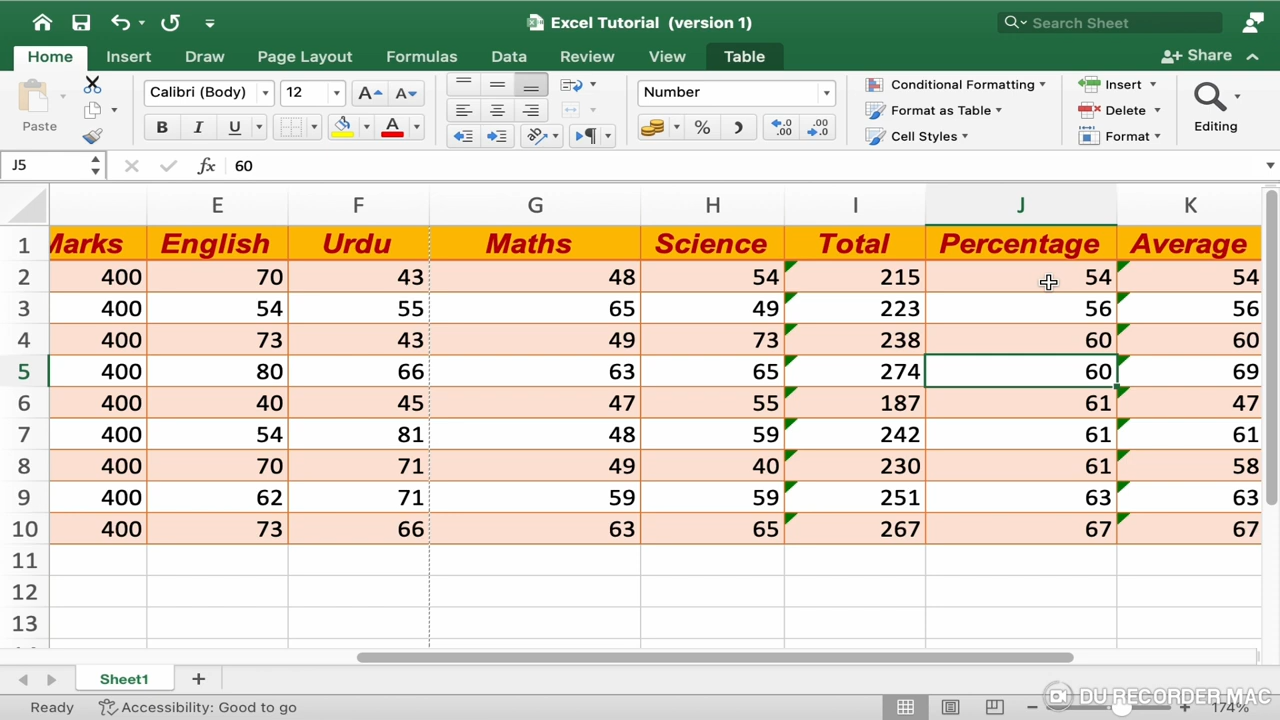 Excel Tutorial (version 1)
Search Sheet
Home Insert Draw Page Layout Formulas Data Review View Table Share
Paste
Calibri (Body) 12
A A
B I U A
Number
% .00
Conditional Formatting
Format as Table
Cell Styles
Insert
Delete
Format
Editing
J5 fx 60
E F G H I J K
1 Marks English Urdu Maths Science Total Percentage Average
2 400 70 43 48 54 215 54 54
3 400 54 55 65 49 223 56 56
4 400 73 43 49 73 238 60 60
5 400 80 66 63 65 274 60 69
6 400 40 45 47 55 187 61 47
7 400 54 81 48 59 242 61 61
8 400 70 71 49 40 230 61 58
9 400 62 71 59 59 251 63 63
10 400 73 66 63 65 267 67 67
11
12
13
Sheet1 +
Ready Accessibility: Good to go
174%
DU RECORDER MAC